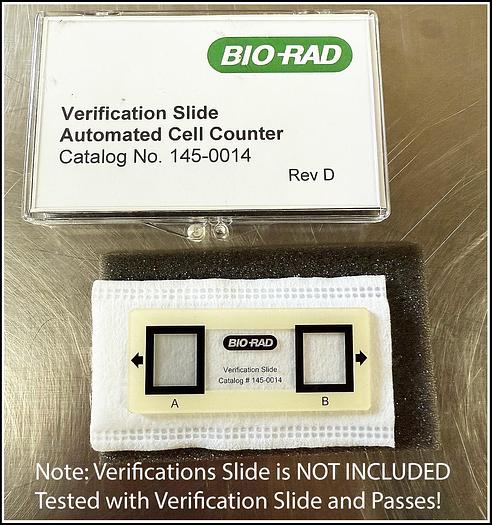 BIO-RAD
Verification Slide
Automated Cell Counter
Catalog No. 145-0014
Rev D
BIO-RAD
Verification Slide
Catalog # 145-0014
A
B
Note: Verifications Slide is NOT INCLUDED
Tested with Verification Slide and Passes!